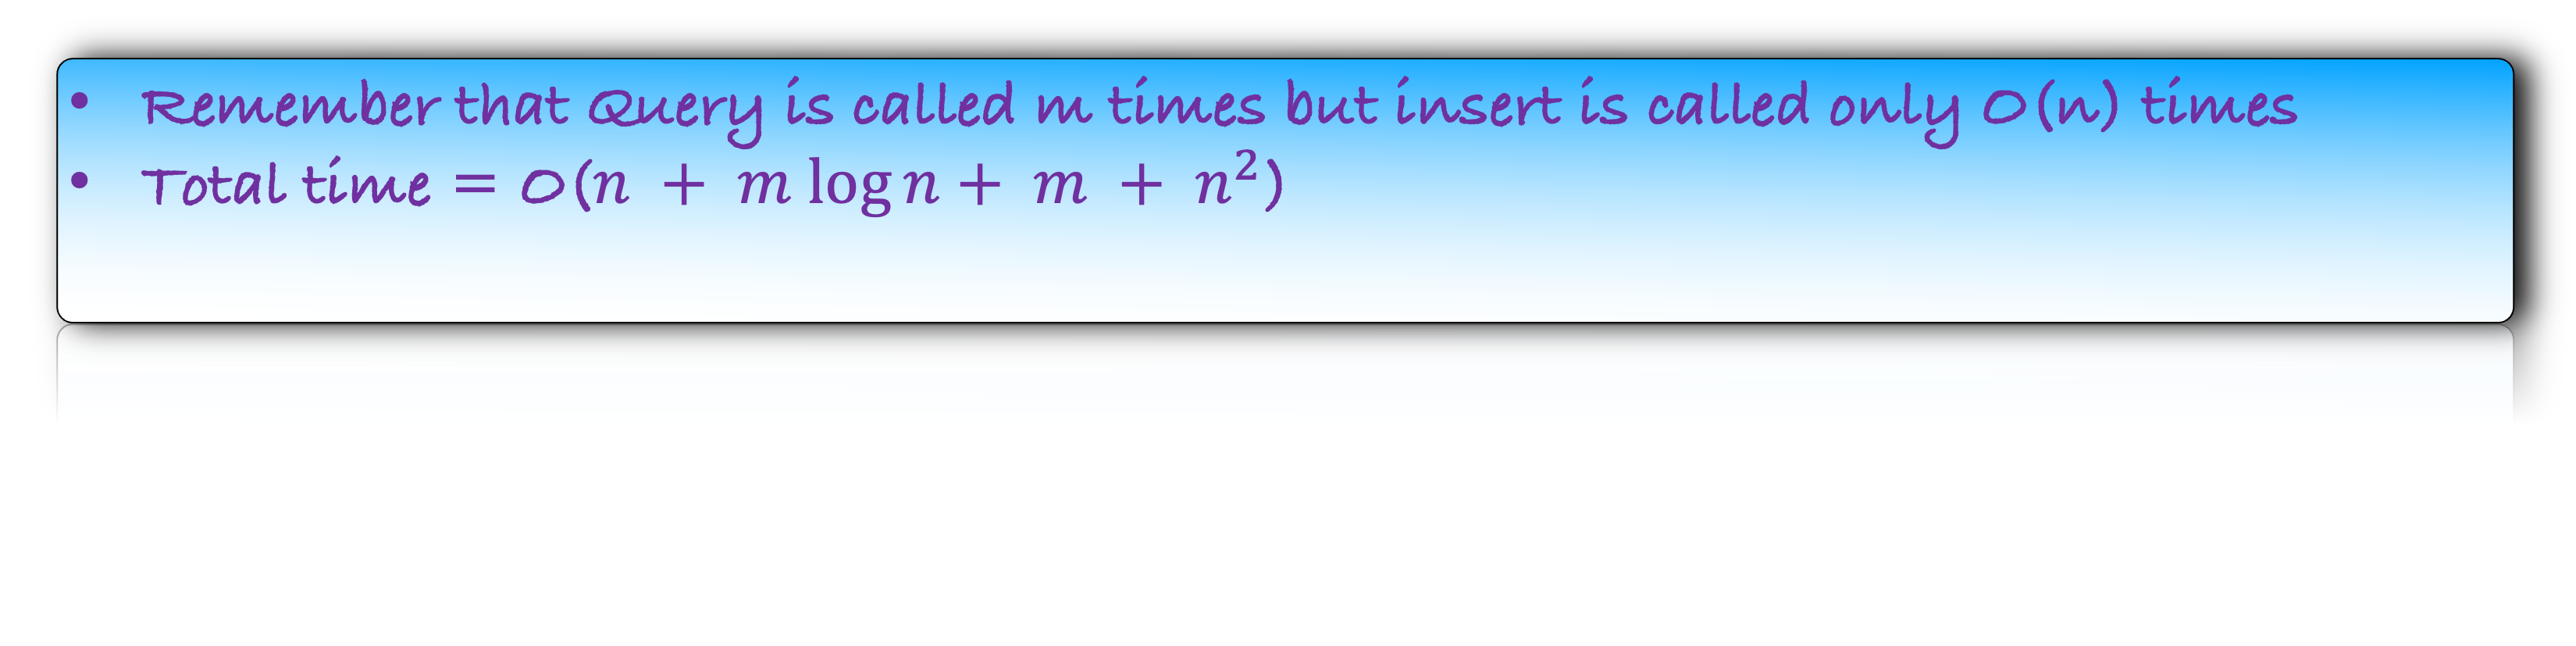 • Remember that Query is called m times but insert is called only O(n) times
• Total time = O(n + m log n + m + n²)